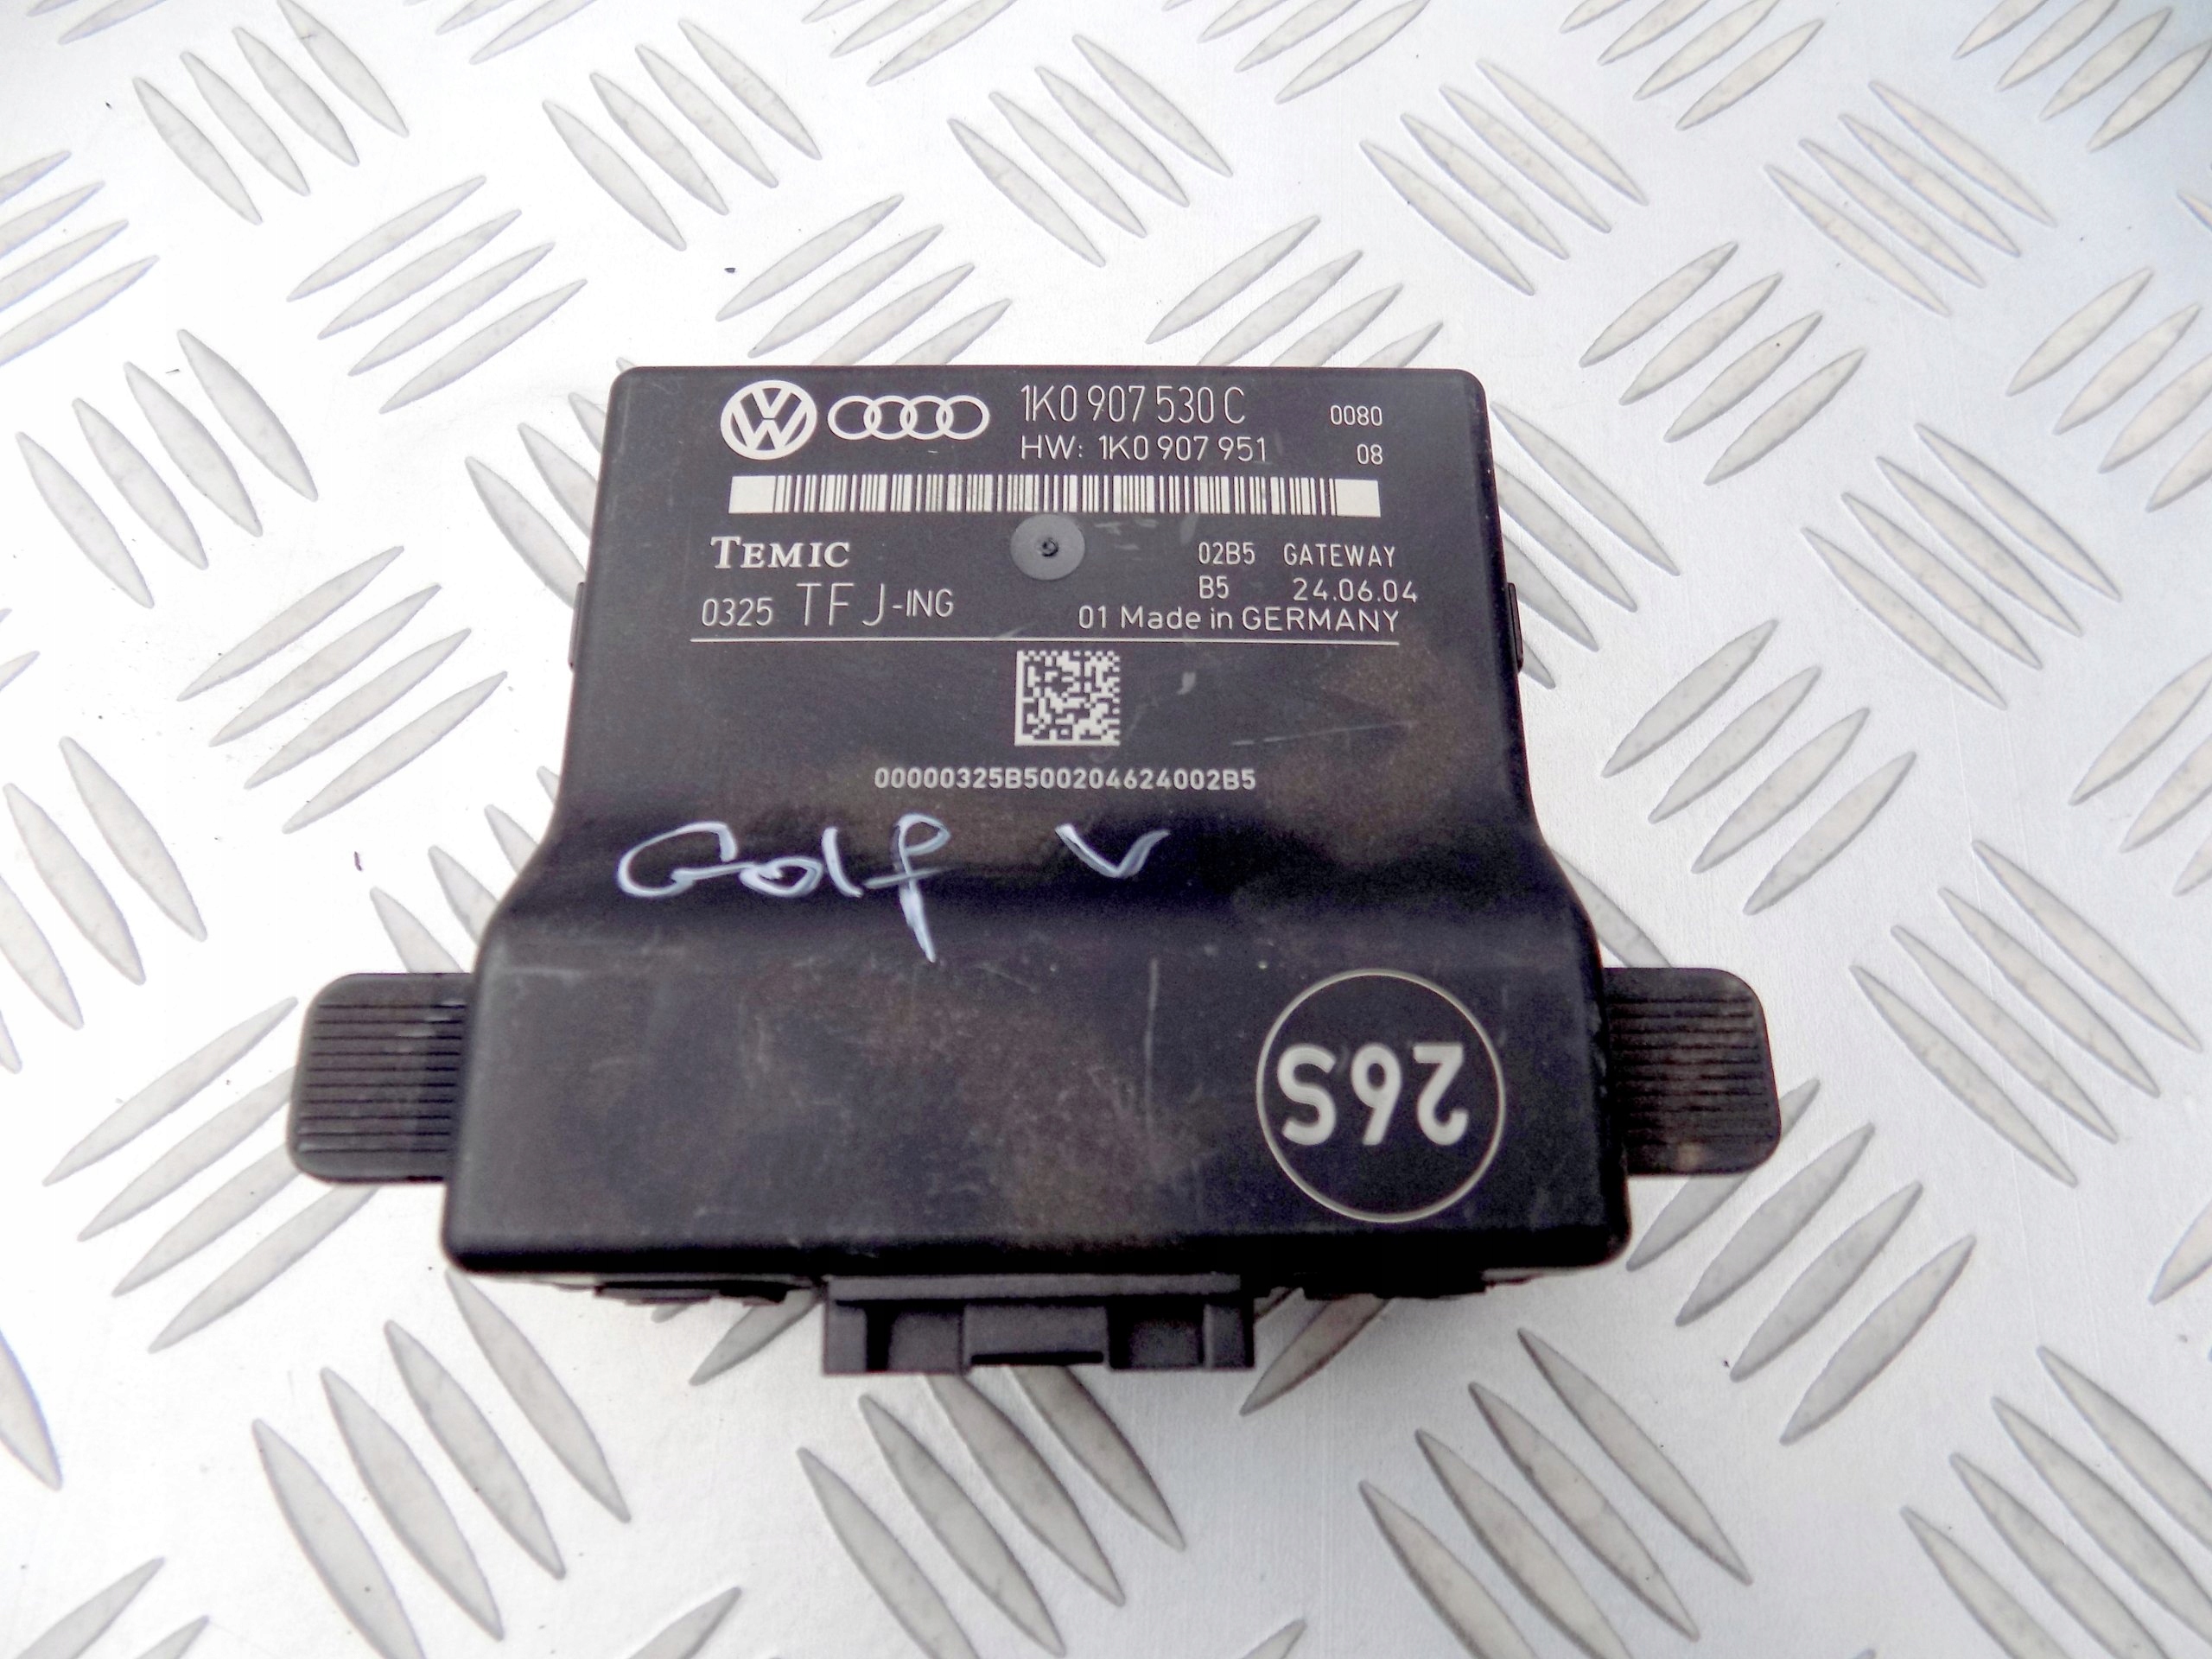 1K0 907 530 C 0080
HW: 1K0 907 951 08
TEMIC 02B5 GATEWAY
B5 24.06.04
0325 TFJ-ING 01 Made in GERMANY
00000325B500204624002B5
Golf V
26S